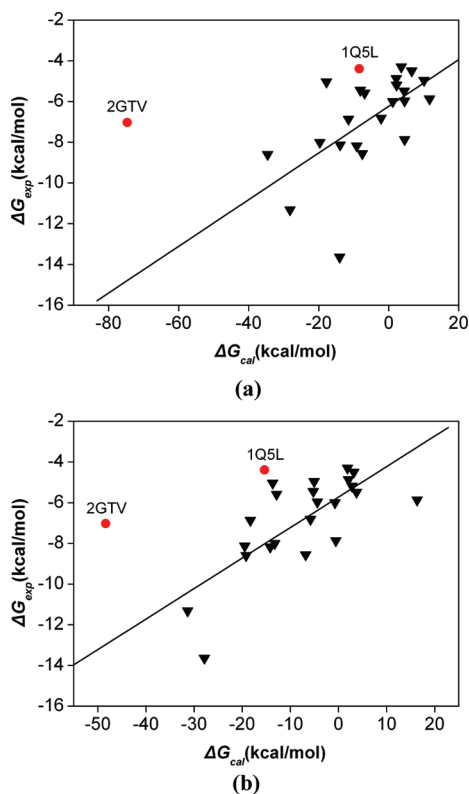 -2
-4
-6
-8
-10
-12
-14
-16
ΔGexp(kcal/mol)
2GTV
1Q5L
-80 -60 -40 -20 0 20
ΔGcal(kcal/mol)
(a)
-2
-4
-6
-8
-10
-12
-14
-16
ΔGexp(kcal/mol)
2GTV
1Q5L
-50 -40 -30 -20 -10 0 10 20
ΔGcal(kcal/mol)
(b)